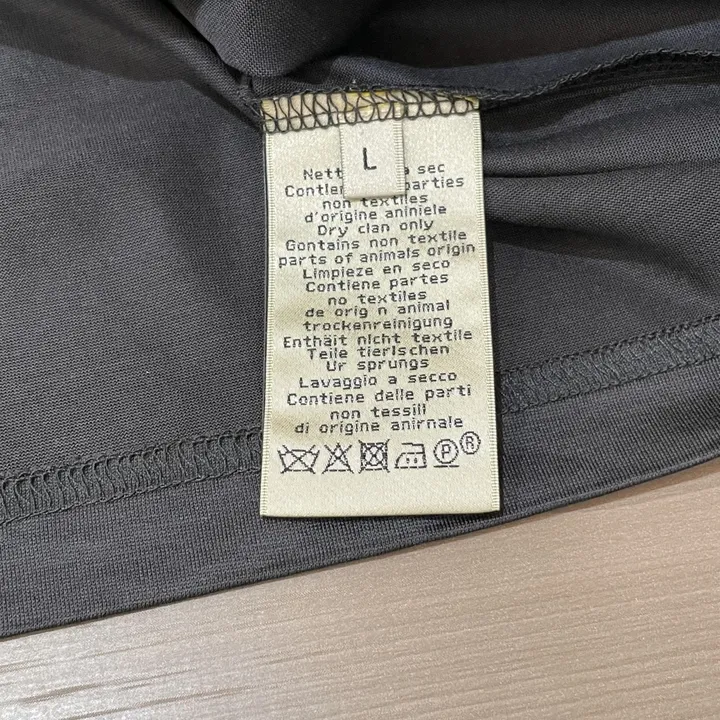 L
Nett a sec
Contien parties
non textiles
d'origine aniniele
Dry clan only
Gontains non textile
parts of animals origin
Limpieze en seco
Contiene partes
no textiles
de orig n animal
trockenreinigung
Enthäit nicht textile
Teile tierlschen
Ur sprungs
Lavaggio a secco
Contiene delle parti
non tessill
di origine anirnale
P ®